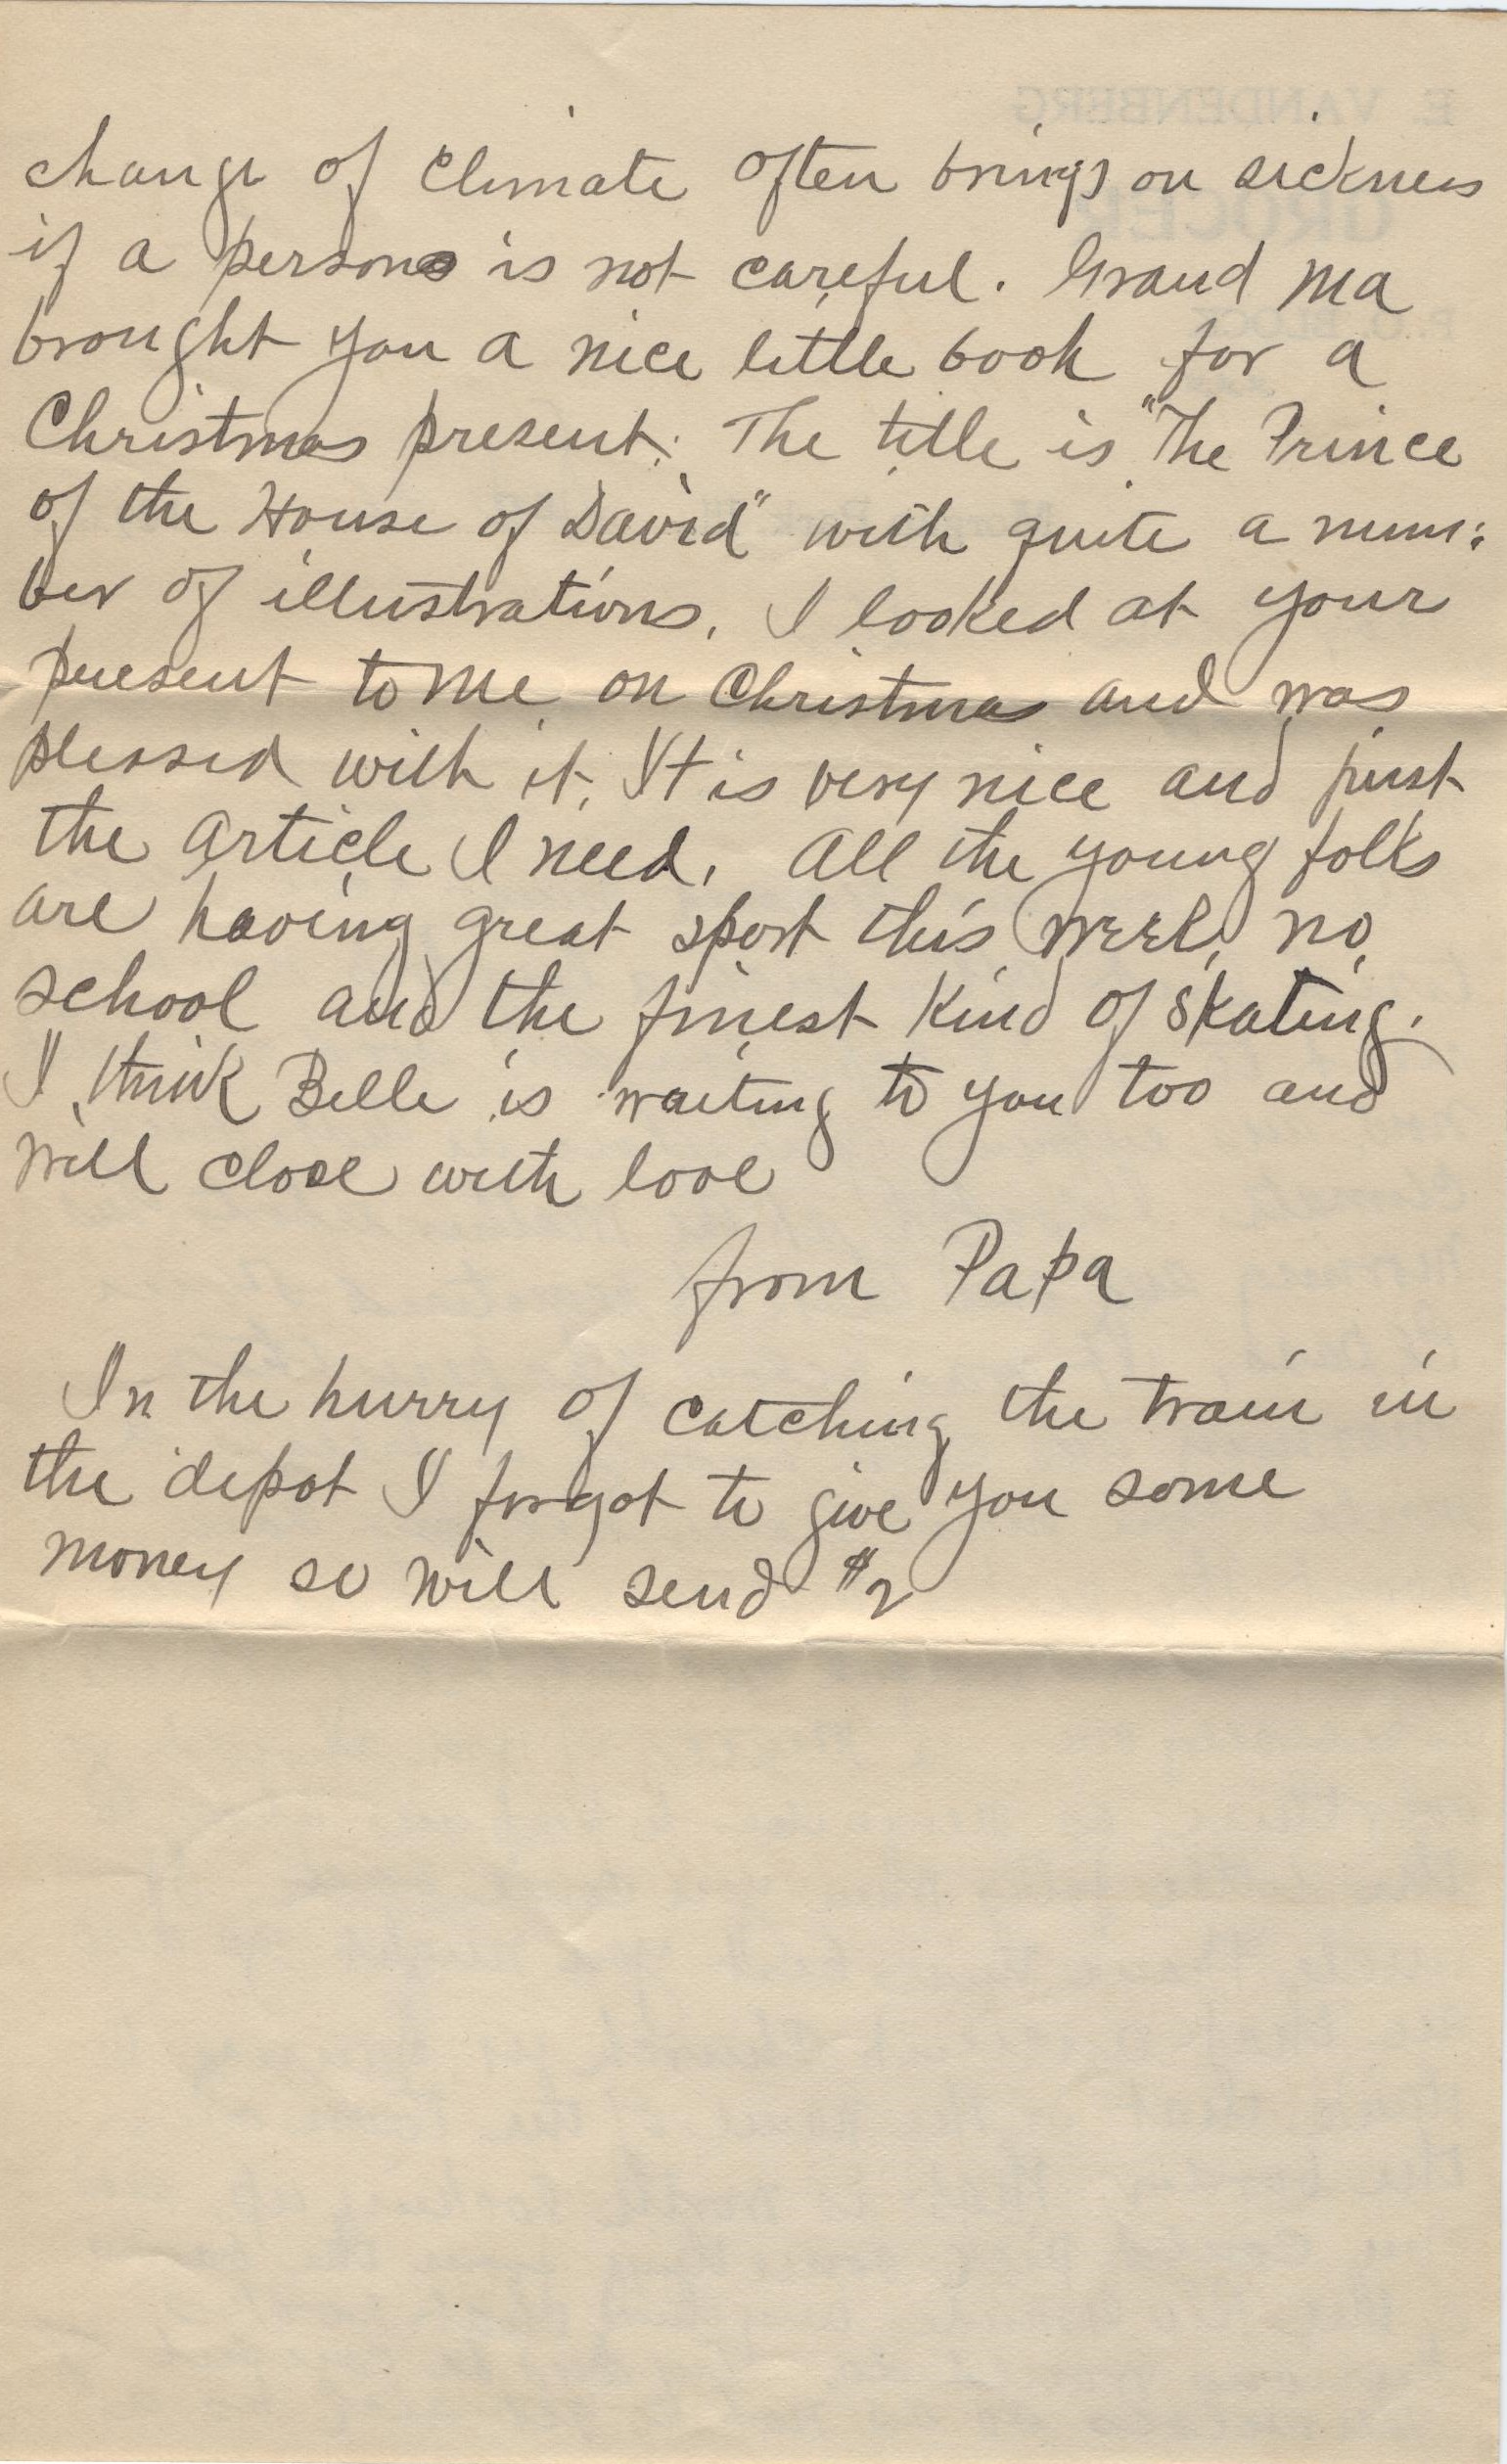 change of climate often brings on sickness
if a person is not careful. Grand Ma
brought you a nice little book for a
Christmas present. The title is "The Prince
of the House of David" with quite a num:
ber of illustrations. I looked at your
present to me on Christmas and was
plessed with it. It is very nice and just
the article I need. All the young folks
are having great sport this week, no
school and the finest kind of skating.
I think Belle is writing to you too and
will close with love
from Papa
In the hurry of catching the train in
the depot I forgot to give you some
money so will send $2